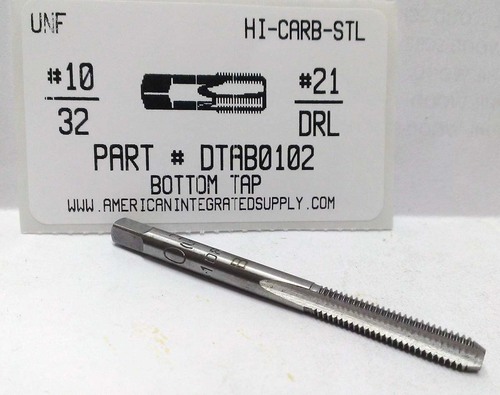 UNF HI-CARB-STL
#10 #21
32 DRL
PART # DTAB0102
BOTTOM TAP
WWW.AMERICANINTEGRATEDSUPPLY.COM